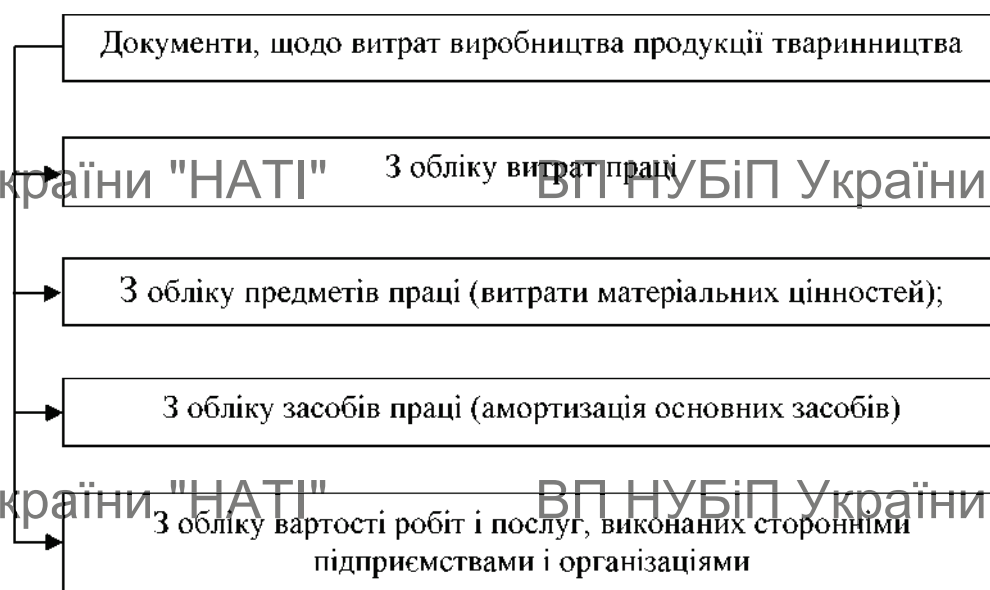 Документи, щодо витрат виробництва продукції тваринництва
З обліку витрат праці
країни "НАТІ" ВП НУБіП України
З обліку предметів праці (витрати матеріальних цінностей);
З обліку засобів праці (амортизація основних засобів)
країни "НАТІ" ВП НУБіП України
З обліку вартості робіт і послуг, виконаних сторонніми
підприємствами і організаціями